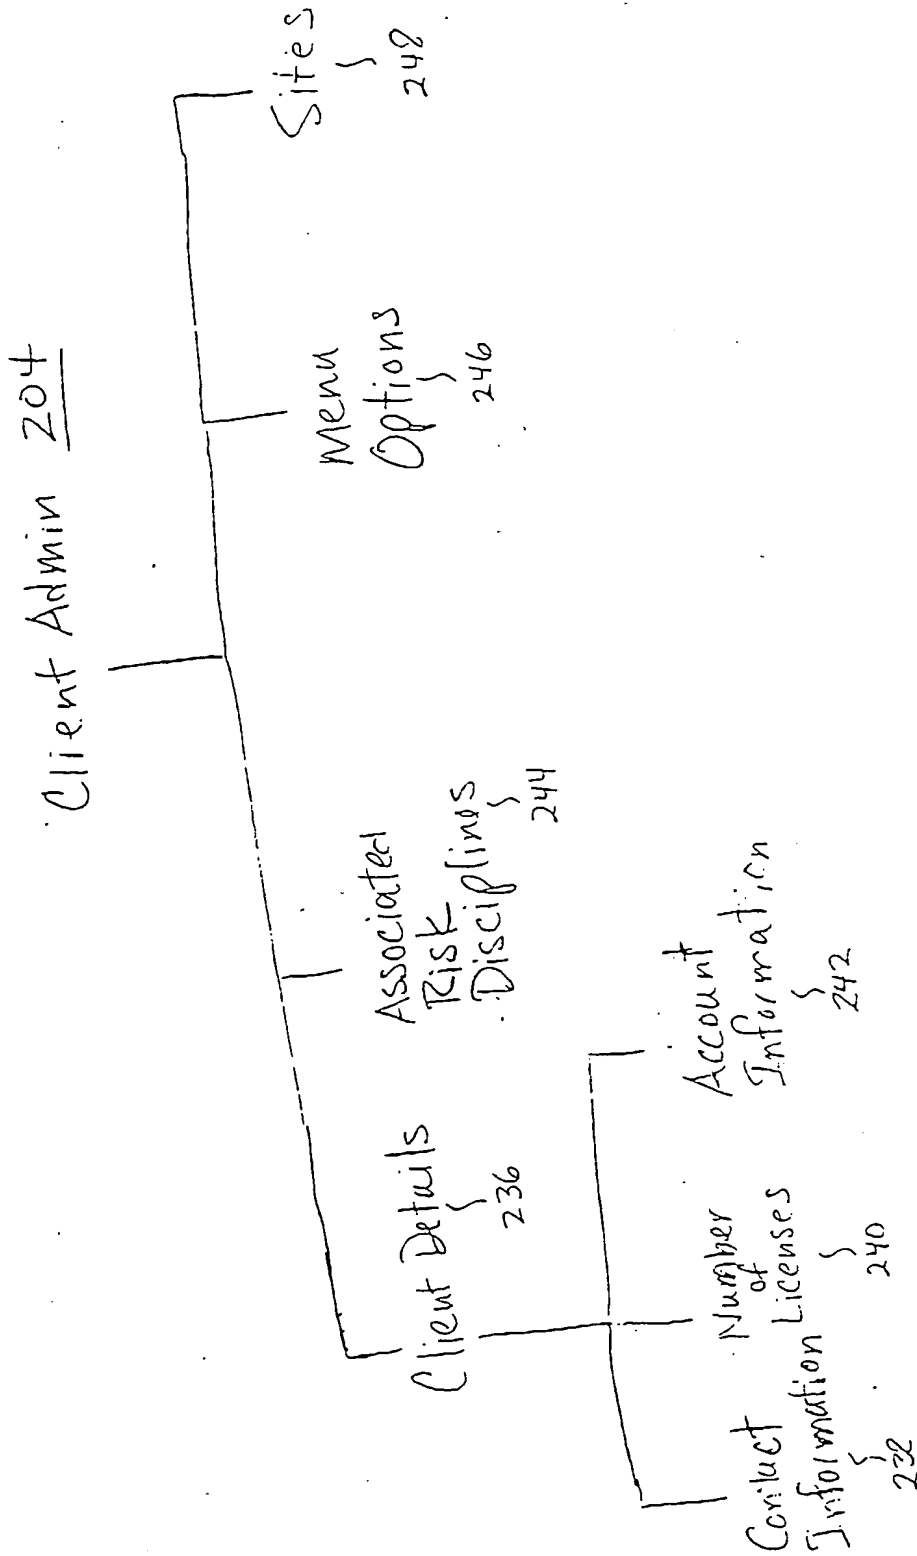 Client Admin 204
Client Details
236
Associated
Risk
Disciplines
244
Menu
Options
246
Sites
248
Contact
Information
238
Number
of
Licenses
240
Account
Information
242